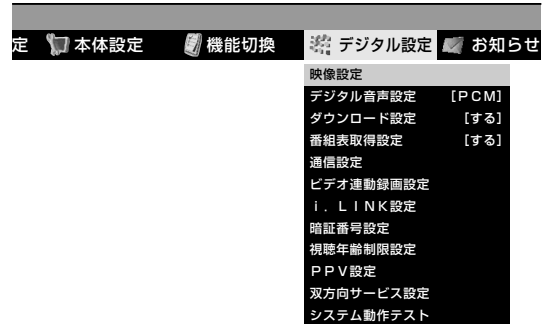 定 本体設定 機能切換 デジタル設定 お知らせ
映像設定
デジタル音声設定 [PCM]
ダウンロード設定 [する]
番組表取得設定 [する]
通信設定
ビデオ連動録画設定
i.LINK設定
暗証番号設定
視聴年齢制限設定
PPV設定
双方向サービス設定
システム動作テスト